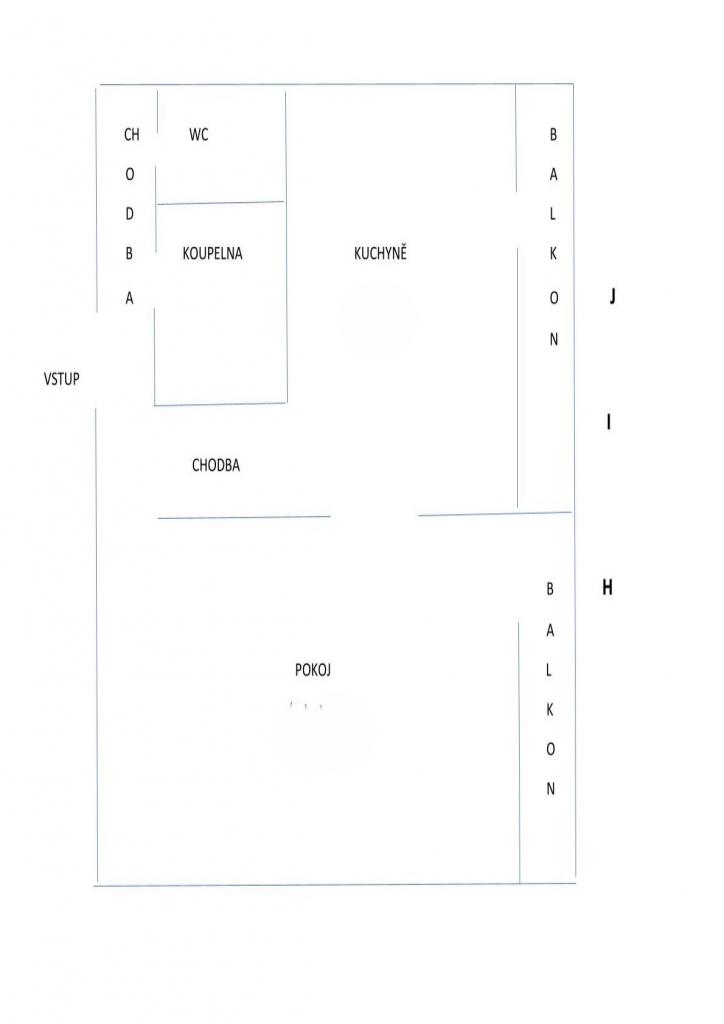 CH
O
D
B
A
WC
KOUPELNA
KUCHYNĚ
B
A
L
K
O
N
J
I
H
VSTUP
CHODBA
POKOJ
B
A
L
K
O
N